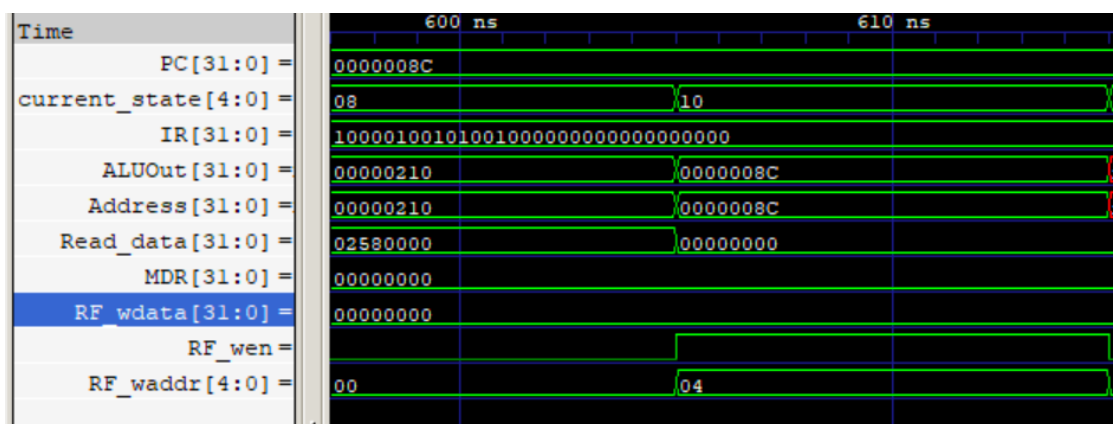 Time 600 ns 610 ns
PC[31:0] = 0000008C
current_state[4:0] = 08 10
IR[31:0] = 10000100101001000000000000000000
ALUOut[31:0] = 00000210 0000008C
Address[31:0] = 00000210 0000008C
Read_data[31:0] = 02580000 00000000
MDR[31:0] = 00000000
RF_wdata[31:0] = 00000000
RF_wen =
RF_waddr[4:0] = 00 04